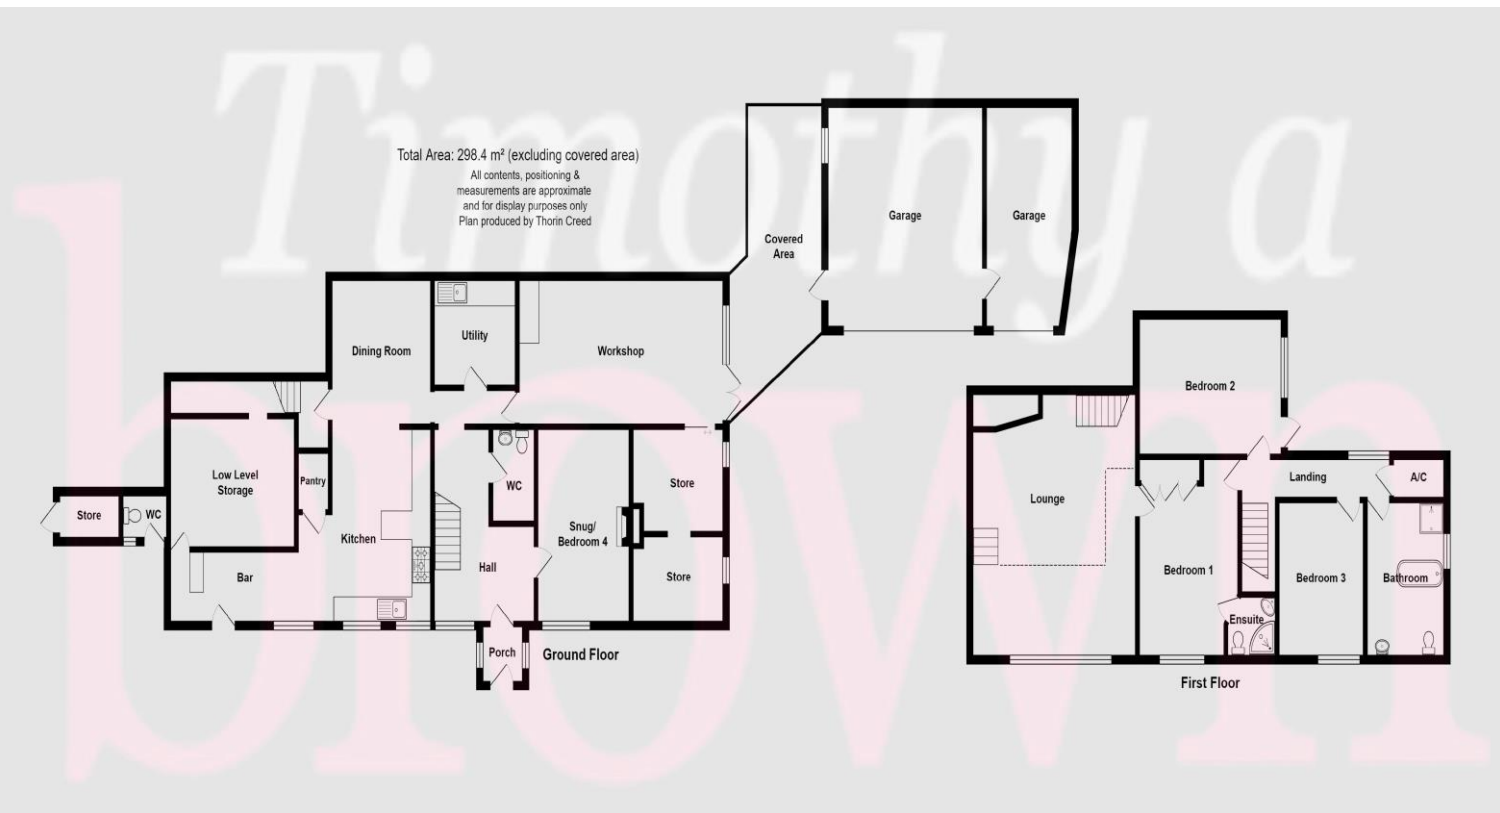 Timothy a
brown
Total Area: 298.4 m² (excluding covered area)
All contents, positioning &
measurements are approximate
and for display purposes only
Plan produced by Thorin Creed
Garage
Garage
Covered
Area
Utility
Dining Room
Workshop
Bedroom 2
Low Level
Storage
Pantry
WC
Store
Lounge
Landing
A/C
Store
WC
Kitchen
Snug/
Bedroom 4
Hall
Bar
Store
Bedroom 1
Bedroom 3
Bathroom
Ensuite
Porch
Ground Floor
First Floor